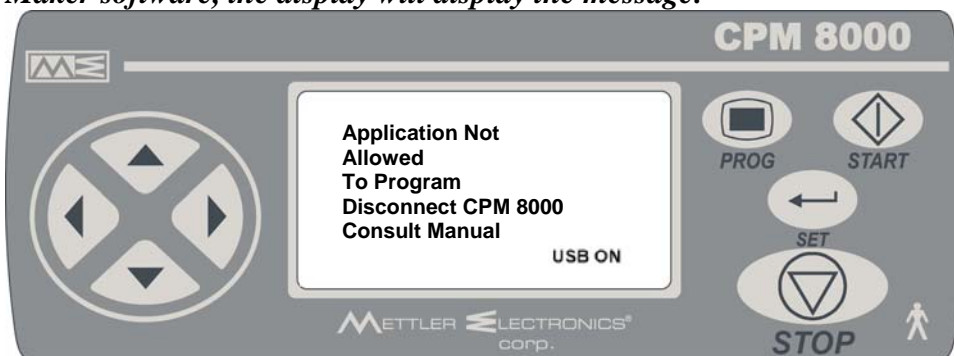 Maker software, the display will display the message:
CPM 8000
ME
Application Not
Allowed
To Program
Disconnect CPM 8000
Consult Manual
USB ON
PROG
START
SET
STOP
METTLER ELECTRONICS®
corp.